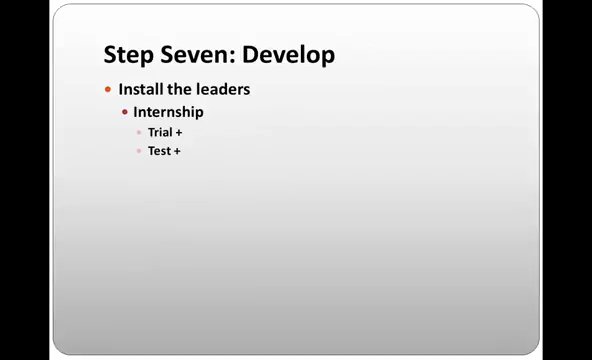 Step Seven: Develop
Install the leaders
Internship
Trial +
Test +